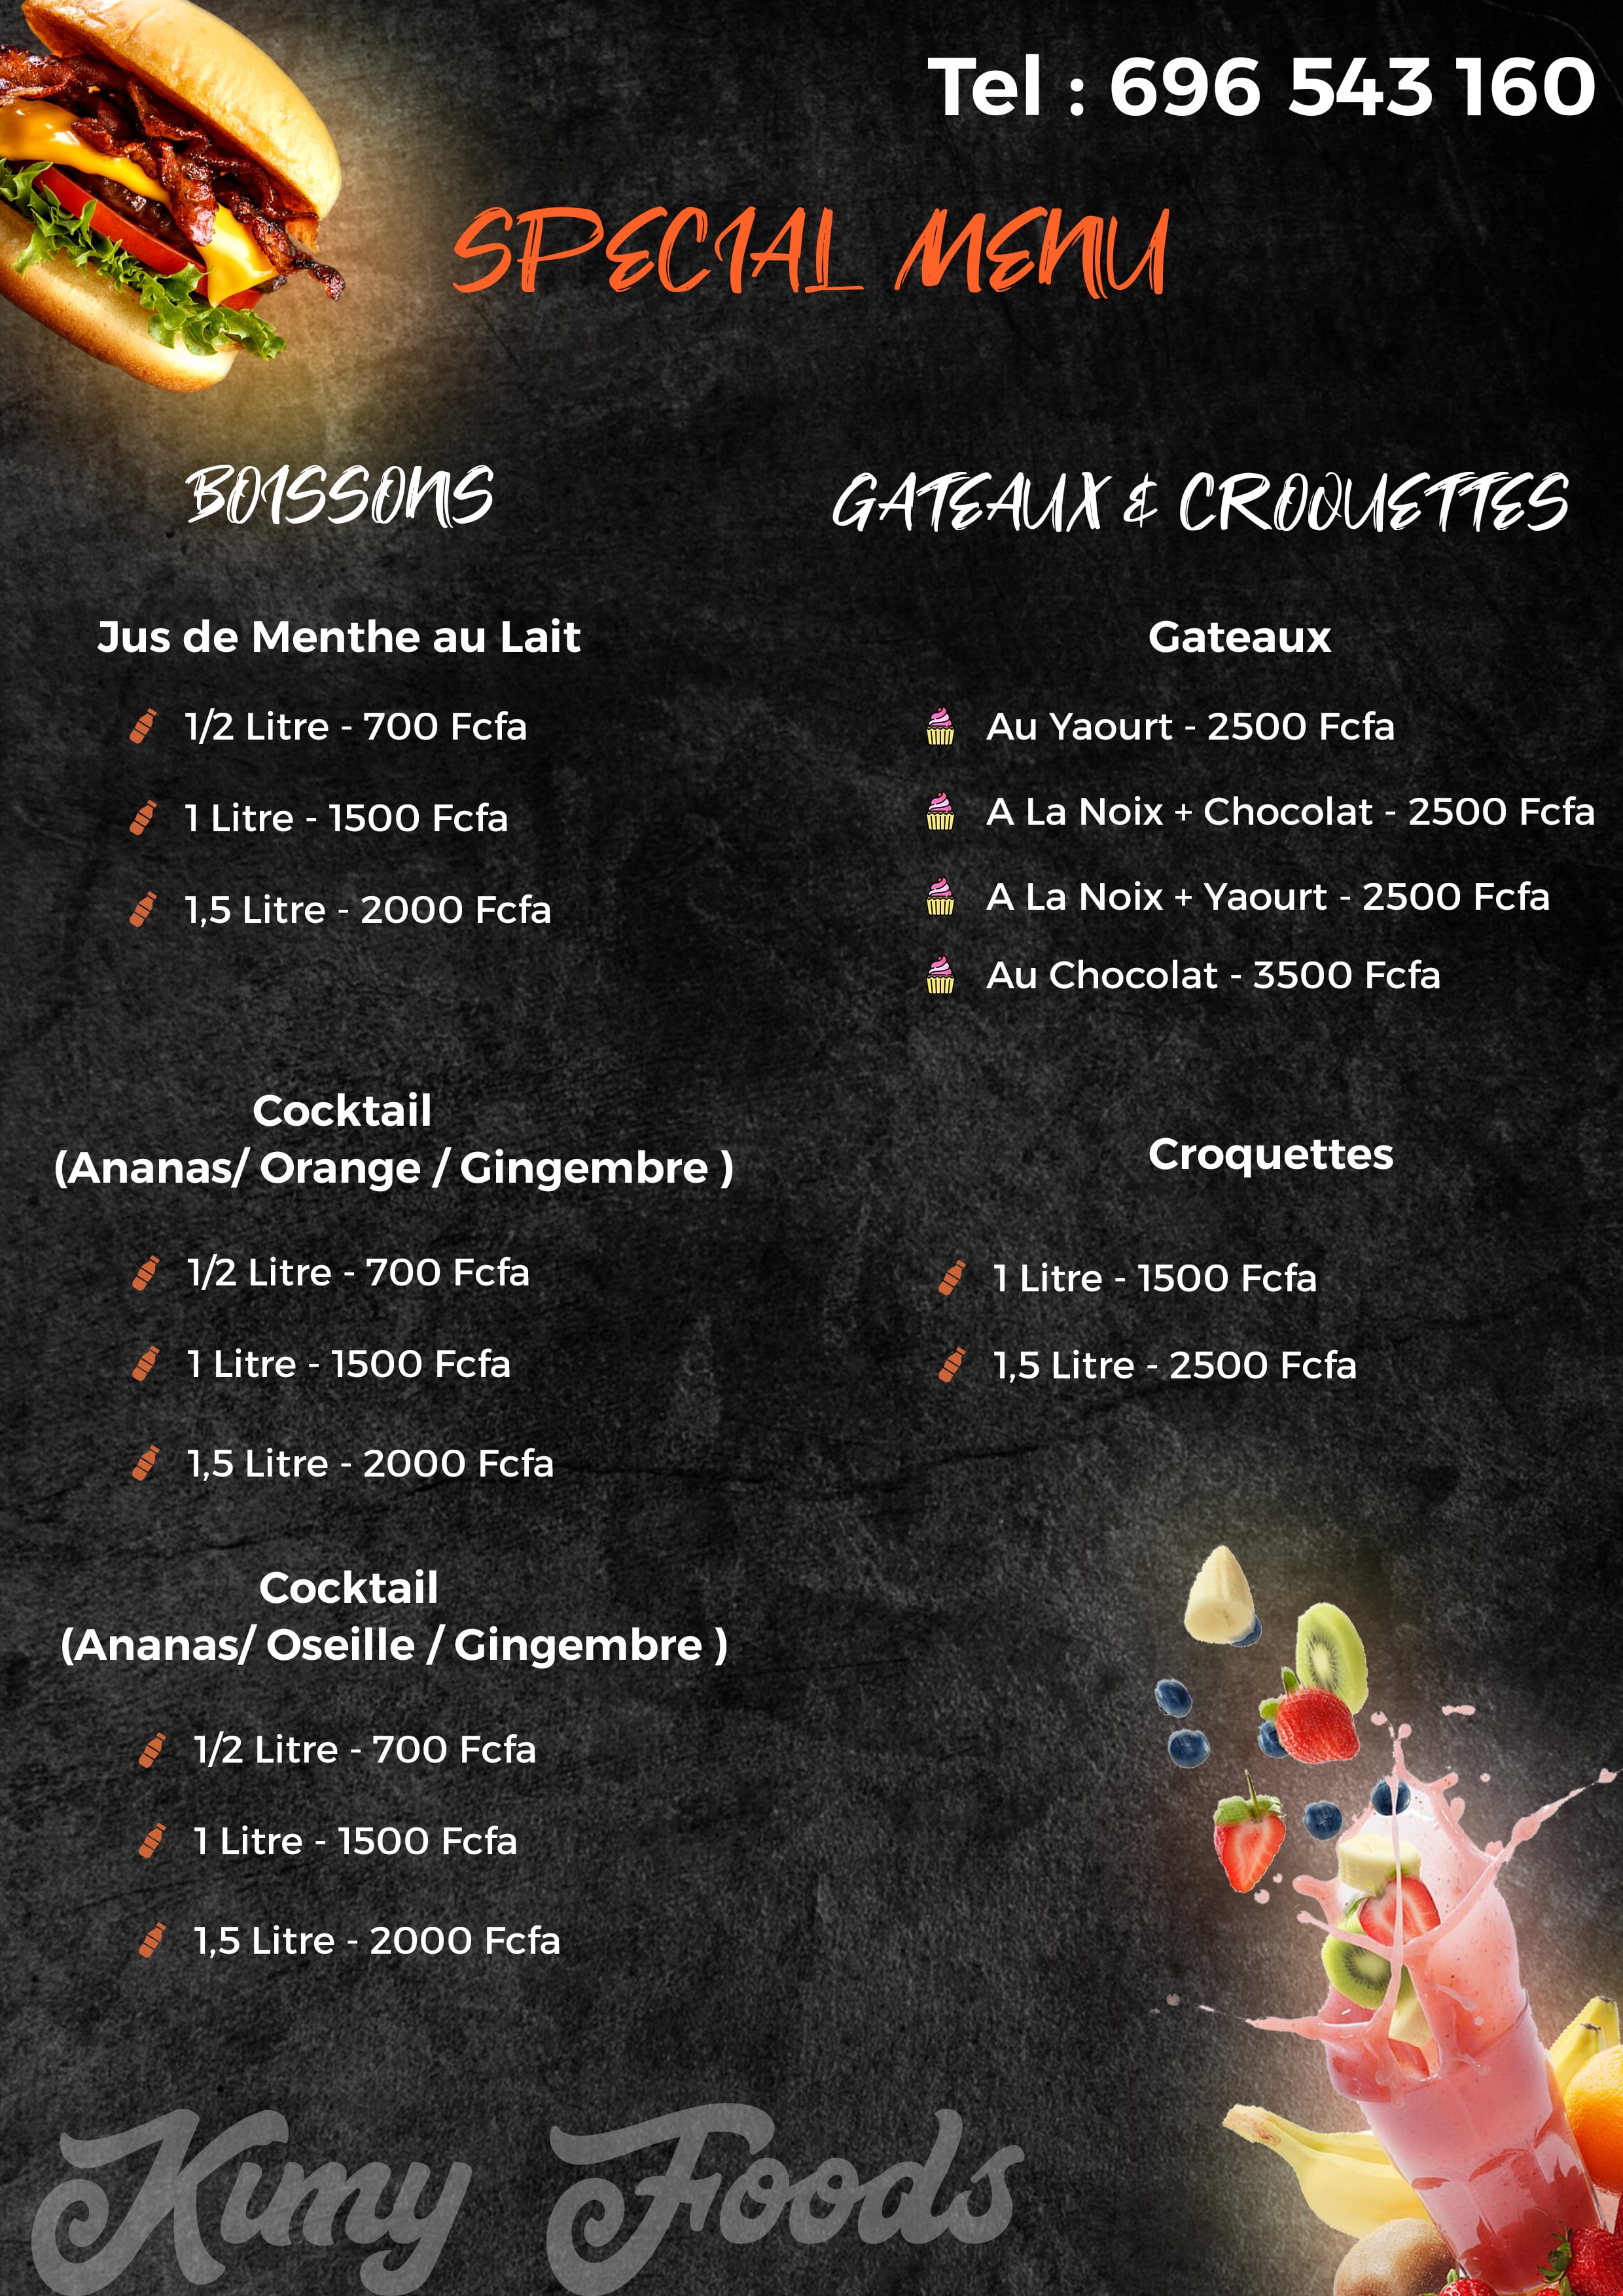 Tel : 696 543 160
SPECIAL MENU
BOISSONS
Jus de Menthe au Lait
1/2 Litre - 700 Fcfa
1 Litre - 1500 Fcfa
1,5 Litre - 2000 Fcfa
Cocktail
(Ananas/ Orange / Gingembre )
1/2 Litre - 700 Fcfa
1 Litre - 1500 Fcfa
1,5 Litre - 2000 Fcfa
Cocktail
(Ananas/ Oseille / Gingembre )
1/2 Litre - 700 Fcfa
1 Litre - 1500 Fcfa
1,5 Litre - 2000 Fcfa
GATEAUX & CROQUETTES
Gateaux
Au Yaourt - 2500 Fcfa
A La Noix + Chocolat - 2500 Fcfa
A La Noix + Yaourt - 2500 Fcfa
Au Chocolat - 3500 Fcfa
Croquettes
1 Litre - 1500 Fcfa
1,5 Litre - 2500 Fcfa
Kimy Foods